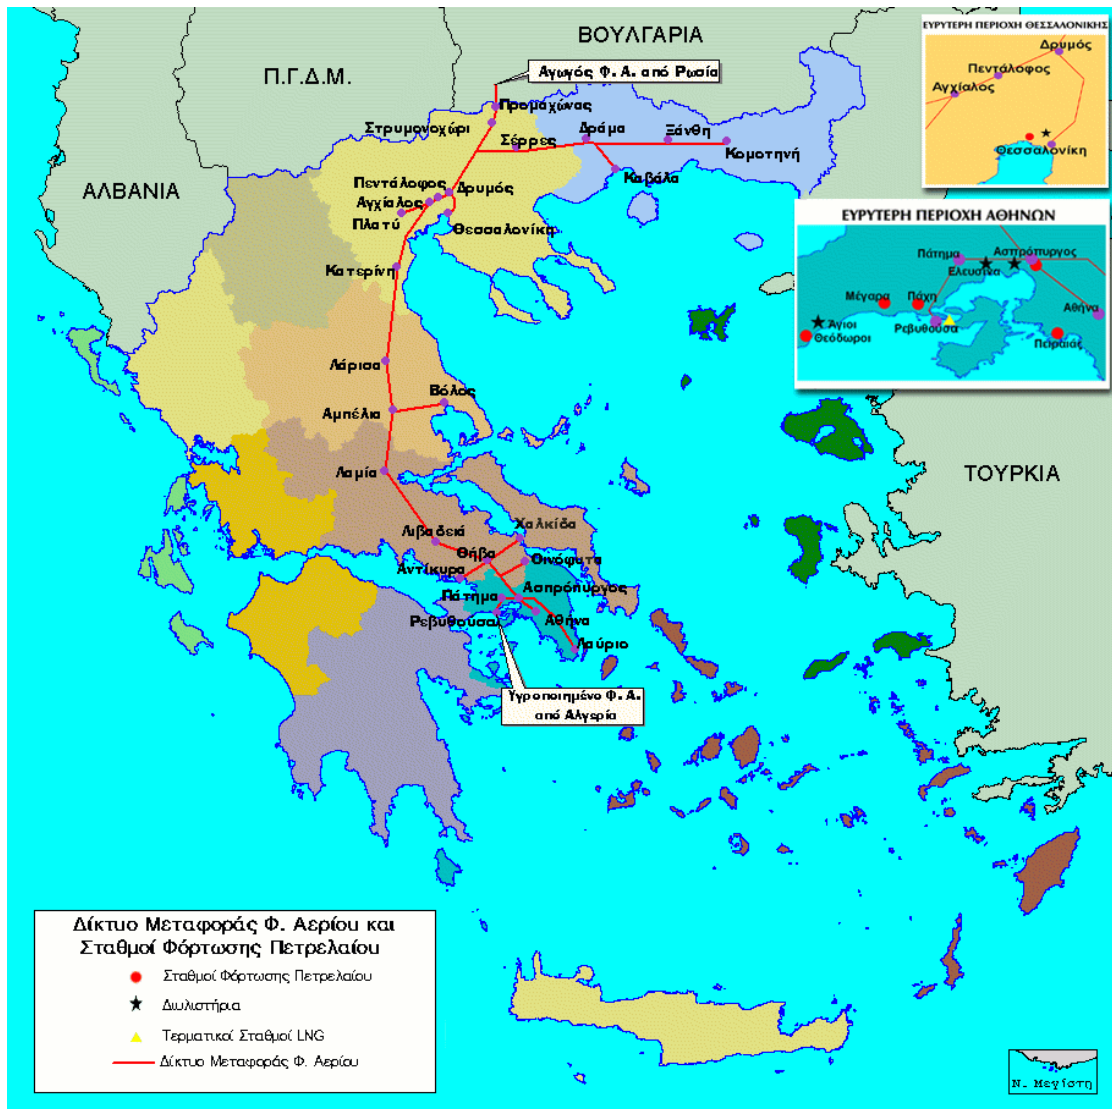 ΕΥΡΥΤΕΡΗ ΠΕΡΙΟΧΗ ΘΕΣΣΑΛΟΝΙΚΗΣ
Δρυμός
Πεντάλοφος
Αγχίαλος
Θεσσαλονίκη
ΒΟΥΛΓΑΡΙΑ
Π.Γ.Δ.Μ.
Αγωγός Φ. Α. από Ρωσία
Προμαχώνας
Στρυμονοχώρι
Σέρρες
Δράμα
Ξάνθη
Κομοτηνή
Καβάλα
ΑΛΒΑΝΙΑ
Πεντάλοφος
Δρυμός
Αγχίαλος
Πλατύ
Θεσσαλονίκη
Κατερίνη
ΕΥΡΥΤΕΡΗ ΠΕΡΙΟΧΗ ΑΘΗΝΩΝ
Πάτημα
Ασπρόπυργος
Ελευσίνα
Μέγαρα
Πάχη
Αθήνα
Ρεβυθούσα
Άγιοι
Θεόδωροι
Πειραιάς
Λάρισα
Βόλος
Αμπέλια
Λαμία
ΤΟΥΡΚΙΑ
Λιβαδειά
Χαλκίδα
Θήβα
Οινόφυτα
Αντίκυρα
Πάτημα
Ασπρόπυργος
Ρεβυθούσα
Αθήνα
Λαύριο
Υγροποιημένο Φ. Α.
από Αλγερία
Δίκτυο Μεταφοράς Φ. Αερίου και
Σταθμοί Φόρτωσης Πετρελαίου
Σταθμοί Φόρτωσης Πετρελαίου
Διυλιστήρια
Τερματικοί Σταθμοί LNG
Δίκτυο Μεταφοράς Φ. Αερίου
Ν. Μεγίστη